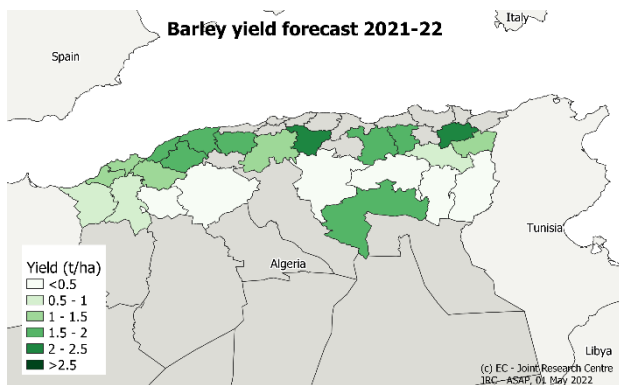 Barley yield forecast 2021-22
Italy
Spain
Tunisia
Algeria
Libya
Yield (t/ha)
<0.5
0.5 - 1
1 - 1.5
1.5 - 2
2 - 2.5
>2.5
(c) EC - Joint Research Centre
JRC - ASAP, 01 May 2022